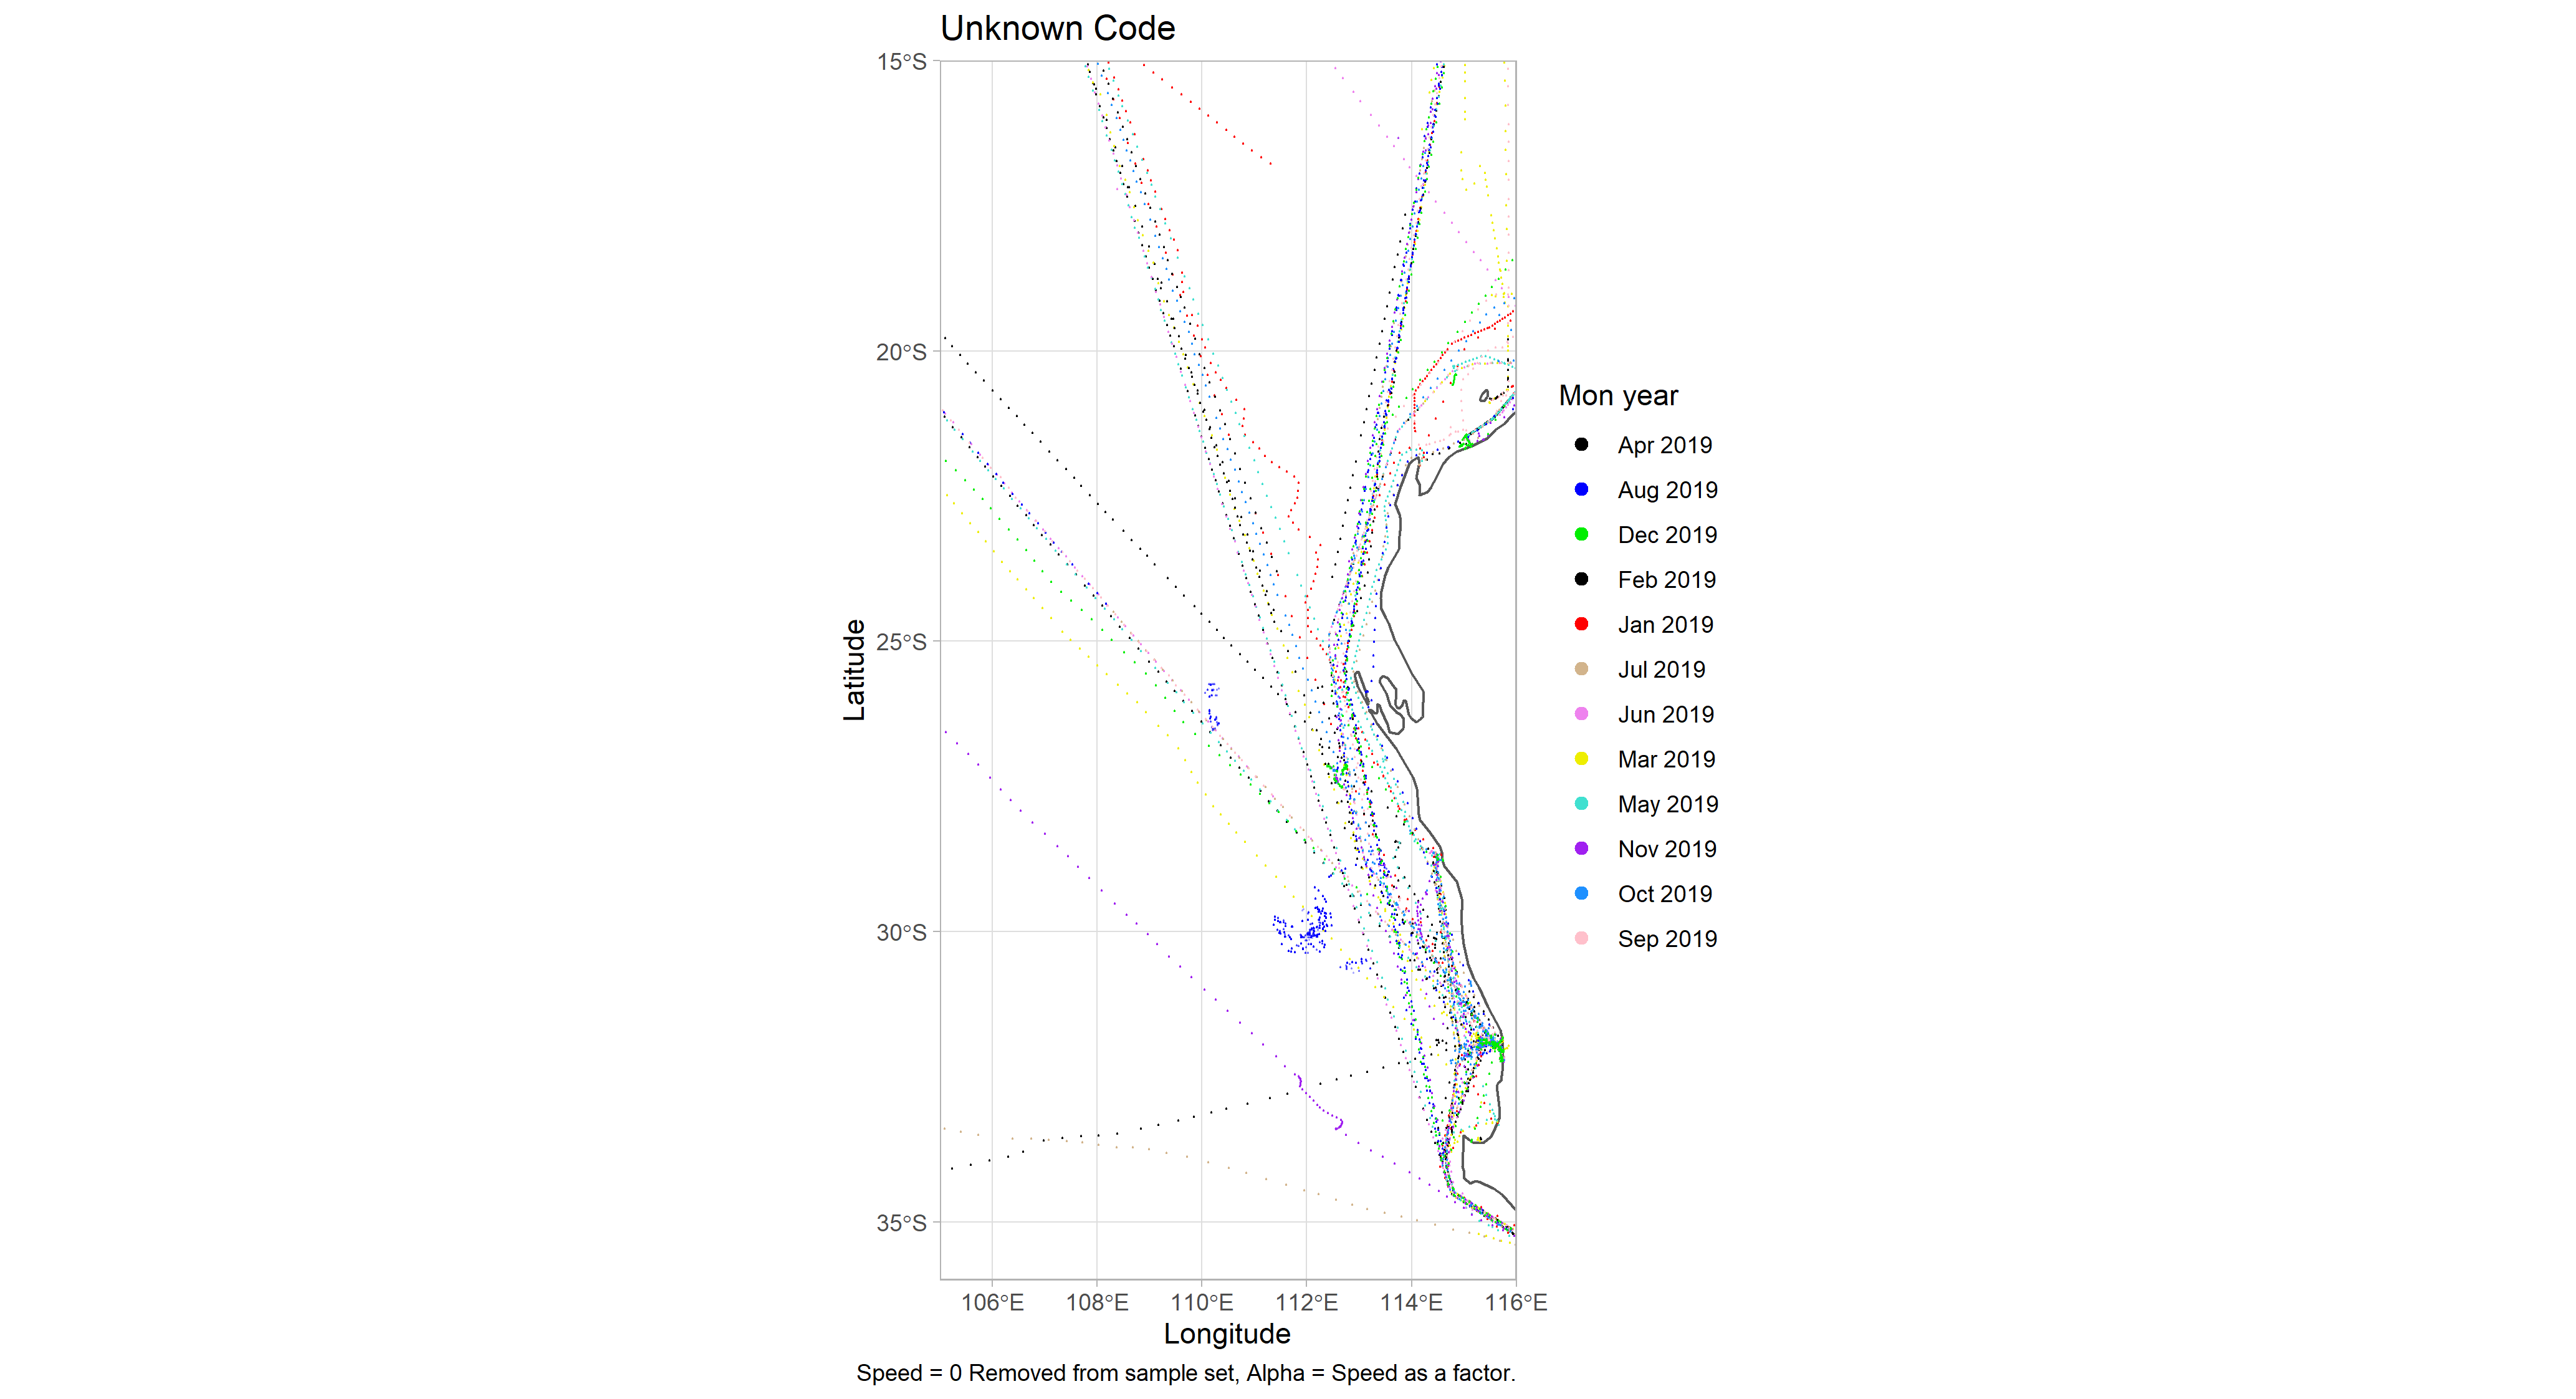 Unknown Code
15°S
20°S
25°S
30°S
35°S
Latitude
106°E 108°E 110°E 112°E 114°E 116°E
Longitude
Speed = 0 Removed from sample set, Alpha = Speed as a factor.
Mon year
Apr 2019
Aug 2019
Dec 2019
Feb 2019
Jan 2019
Jul 2019
Jun 2019
Mar 2019
May 2019
Nov 2019
Oct 2019
Sep 2019